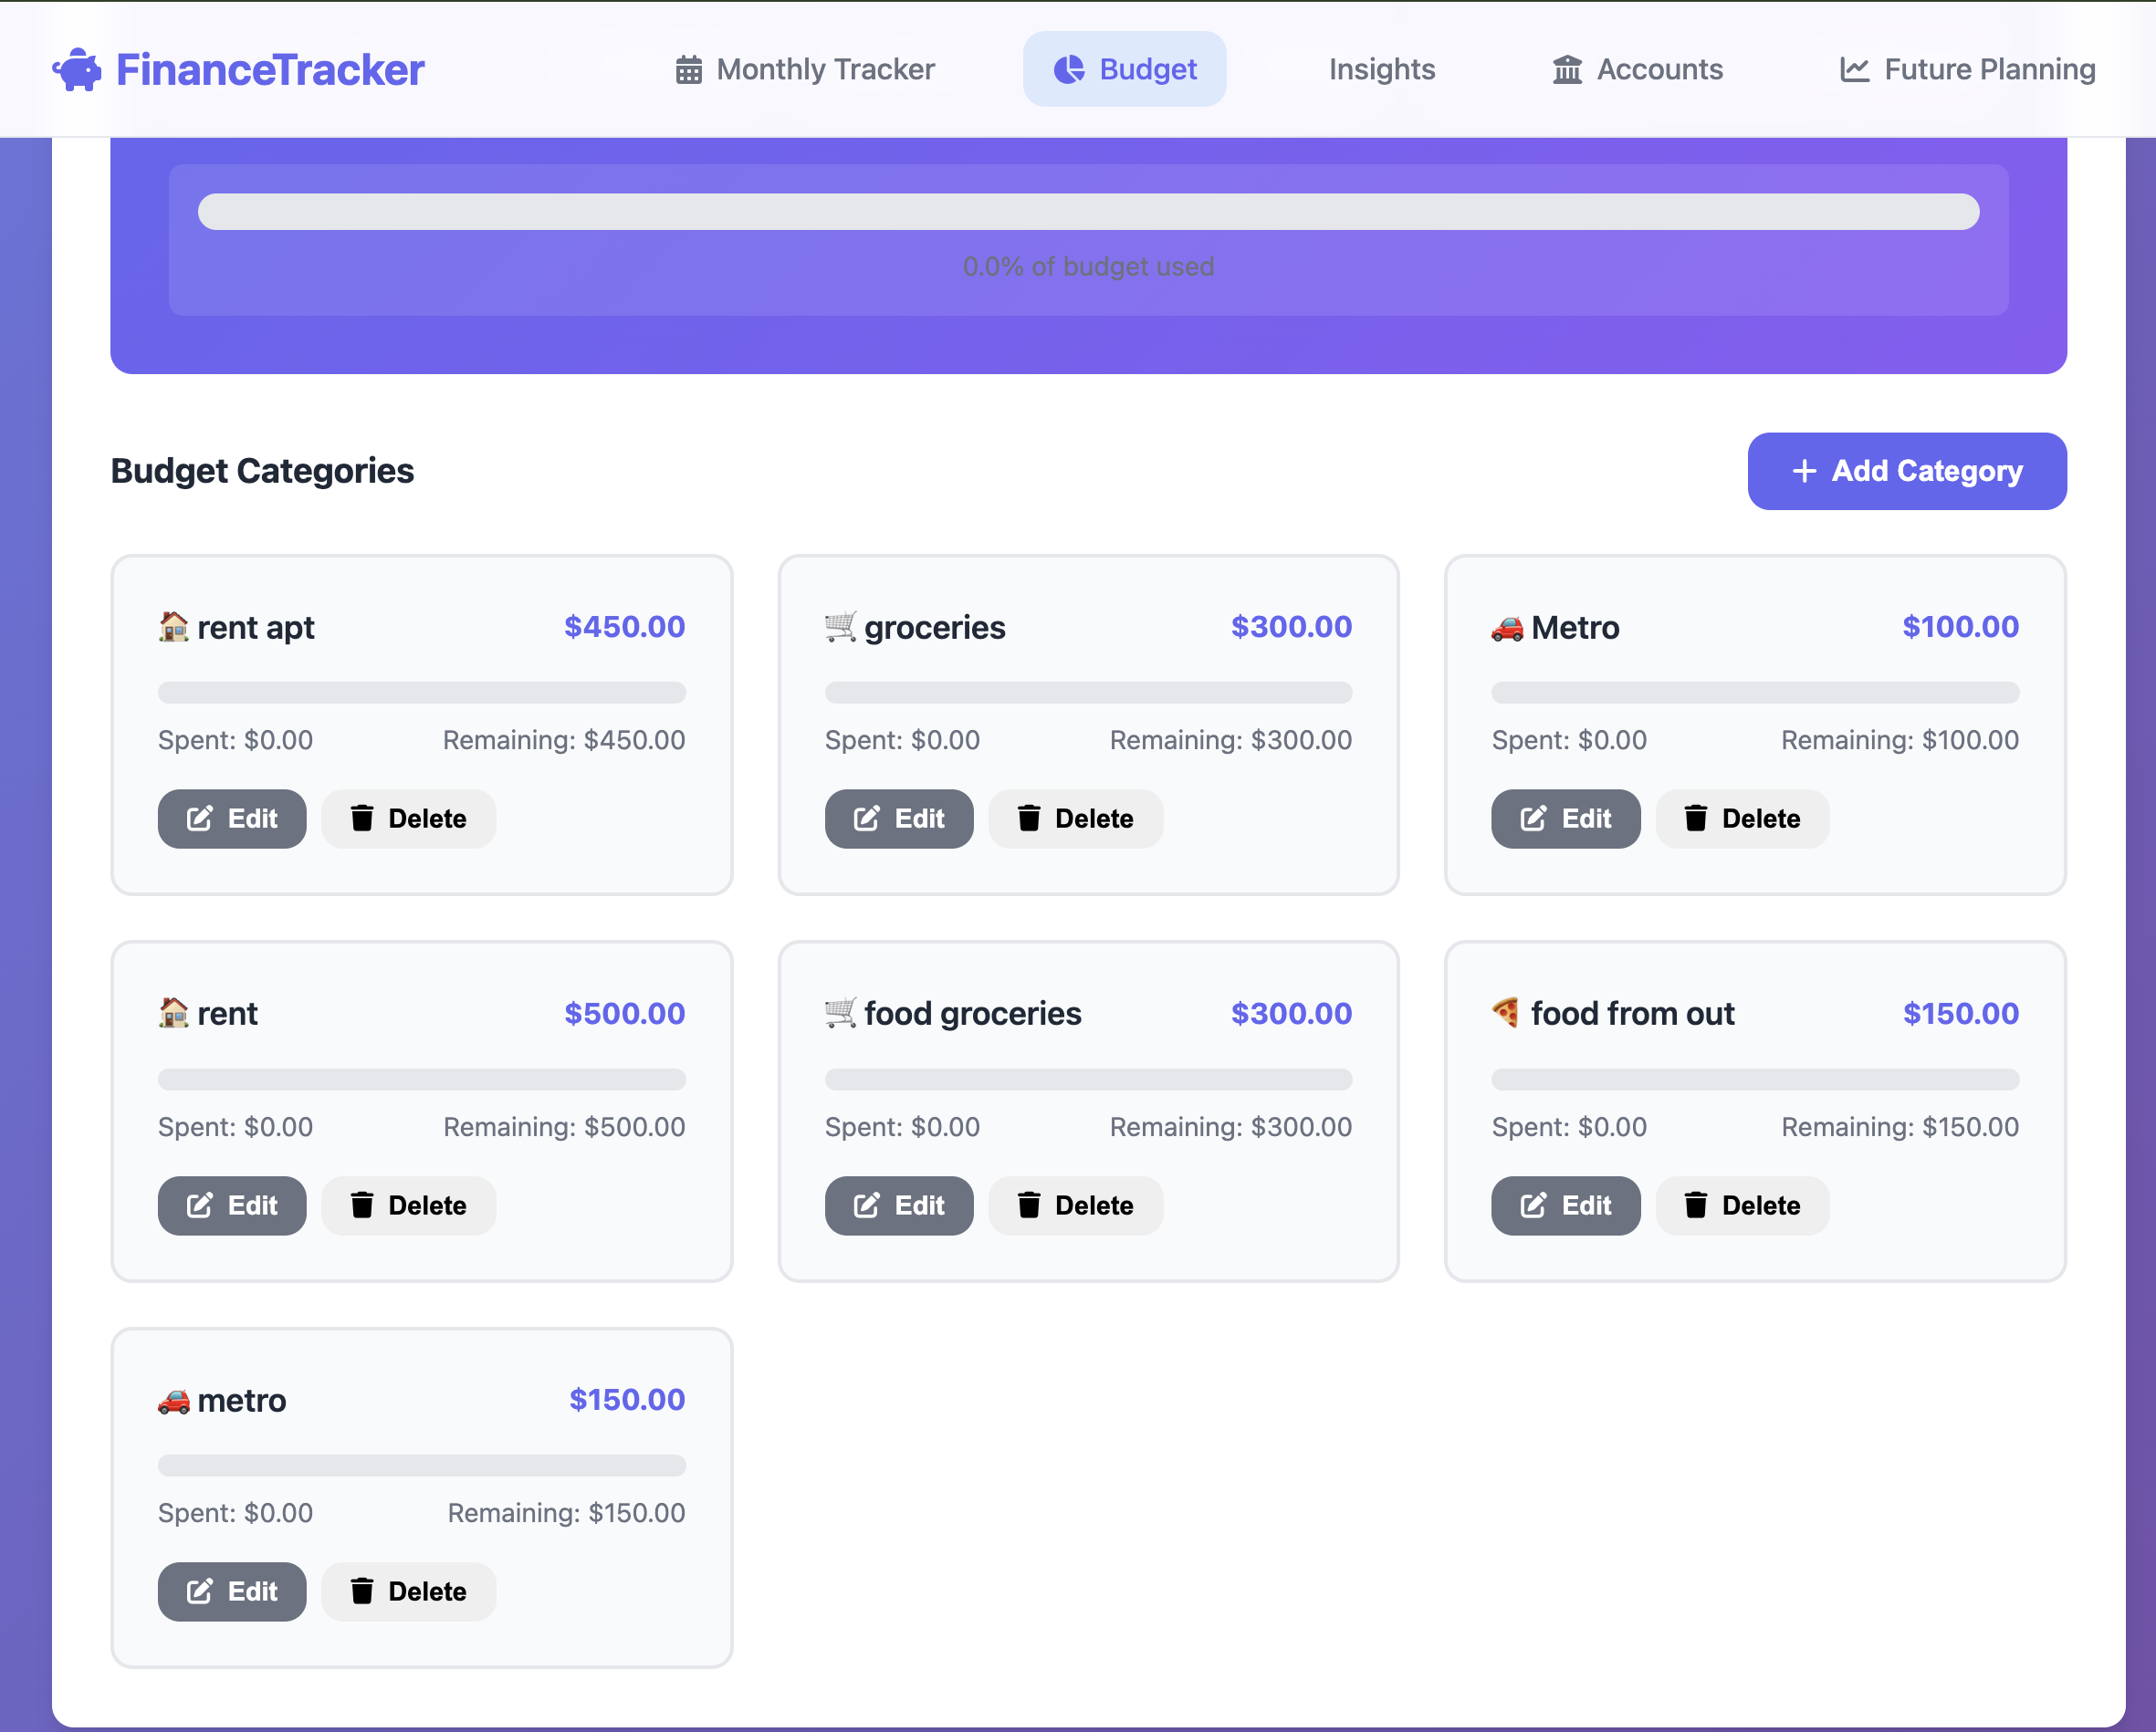 FinanceTracker Monthly Tracker Budget Insights Accounts Future Planning
0.0% of budget used
Budget Categories + Add Category
rent apt $450.00
Spent: $0.00 Remaining: $450.00
Edit Delete
groceries $300.00
Spent: $0.00 Remaining: $300.00
Edit Delete
Metro $100.00
Spent: $0.00 Remaining: $100.00
Edit Delete
rent $500.00
Spent: $0.00 Remaining: $500.00
Edit Delete
food groceries $300.00
Spent: $0.00 Remaining: $300.00
Edit Delete
food from out $150.00
Spent: $0.00 Remaining: $150.00
Edit Delete
metro $150.00
Spent: $0.00 Remaining: $150.00
Edit Delete